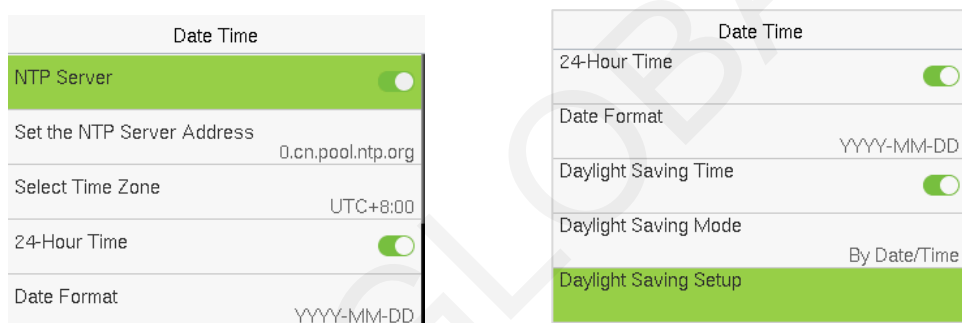 Date Time
NTP Server
Set the NTP Server Address
0.cn.pool.ntp.org
Select Time Zone
UTC+8:00
24-Hour Time
Date Format
YYYY-MM-DD
Date Time
24-Hour Time
Date Format
YYYY-MM-DD
Daylight Saving Time
Daylight Saving Mode
By Date/Time
Daylight Saving Setup
GLOBA